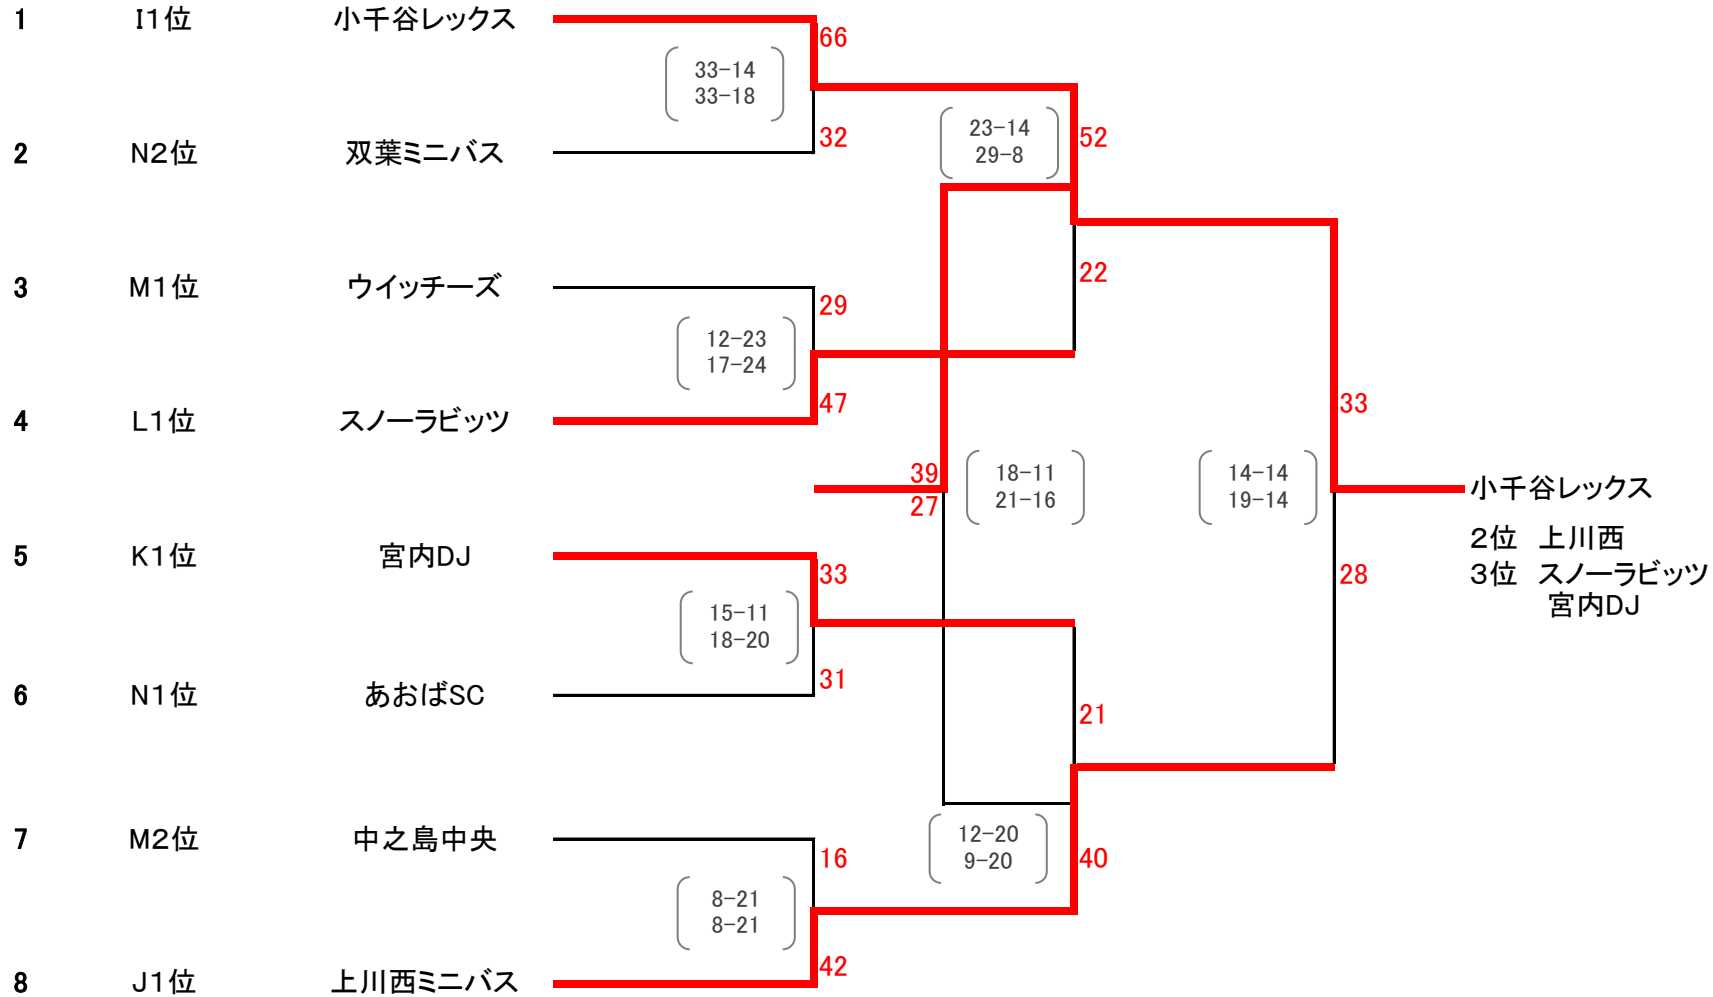 1 I1位 小千谷レックス
66
33-14
33-18
32
2 N2位 双葉ミニバス
23-14
29-8
52
3 M1位 ウイッチーズ
29
22
12-23
17-24
47
4 L1位 スノーラビッツ
33
39
27
18-11
21-16
14-14
19-14
小千谷レックス
2位 上川西
3位 スノーラビッツ
宮内DJ
5 K1位 宮内DJ
33
28
15-11
18-20
31
6 N1位 あおばSC
21
7 M2位 中之島中央
16
12-20
9-20
40
8-21
8-21
42
8 J1位 上川西ミニバス